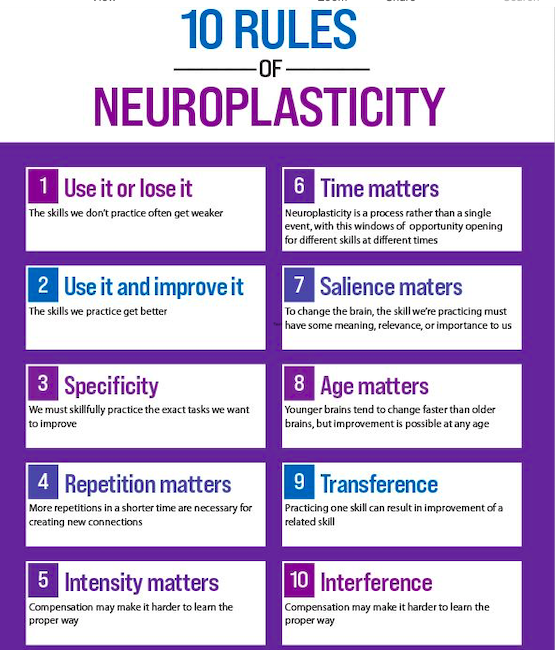 10 RULES
OF
NEUROPLASTICITY
1 Use it or lose it
The skills we don't practice often get weaker
2 Use it and improve it
The skills we practice get better
3 Specificity
We must skillfully practice the exact tasks we want
to improve
4 Repetition matters
More repetitions in a shorter time are necessary for
creating new connections
5 Intensity matters
Compensation may make it harder to learn the
proper way
6 Time matters
Neuroplasticity is a process rather than a single
event, with this windows of opportunity opening
for different skills at different times
7 Salience maters
To change the brain, the skill we're practicing must
have some meaning, relevance, or importance to us
8 Age matters
Younger brains tend to change faster than older
brains, but improvement is possible at any age
9 Transference
Practicing one skill can result in improvement of a
related skill
10 Interference
Compensation may make it harder to learn the
proper way